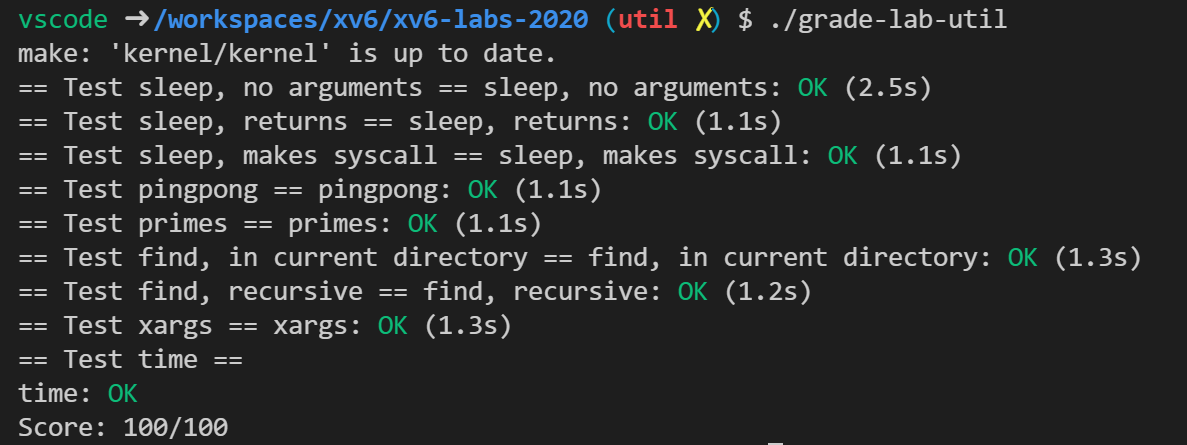 vscode ➜/workspaces/xv6/xv6-labs-2020 (util ✗) $ ./grade-lab-util
make: 'kernel/kernel' is up to date.
== Test sleep, no arguments == sleep, no arguments: OK (2.5s)
== Test sleep, returns == sleep, returns: OK (1.1s)
== Test sleep, makes syscall == sleep, makes syscall: OK (1.1s)
== Test pingpong == pingpong: OK (1.1s)
== Test primes == primes: OK (1.1s)
== Test find, in current directory == find, in current directory: OK (1.3s)
== Test find, recursive == find, recursive: OK (1.2s)
== Test xargs == xargs: OK (1.3s)
== Test time ==
time: OK
Score: 100/100